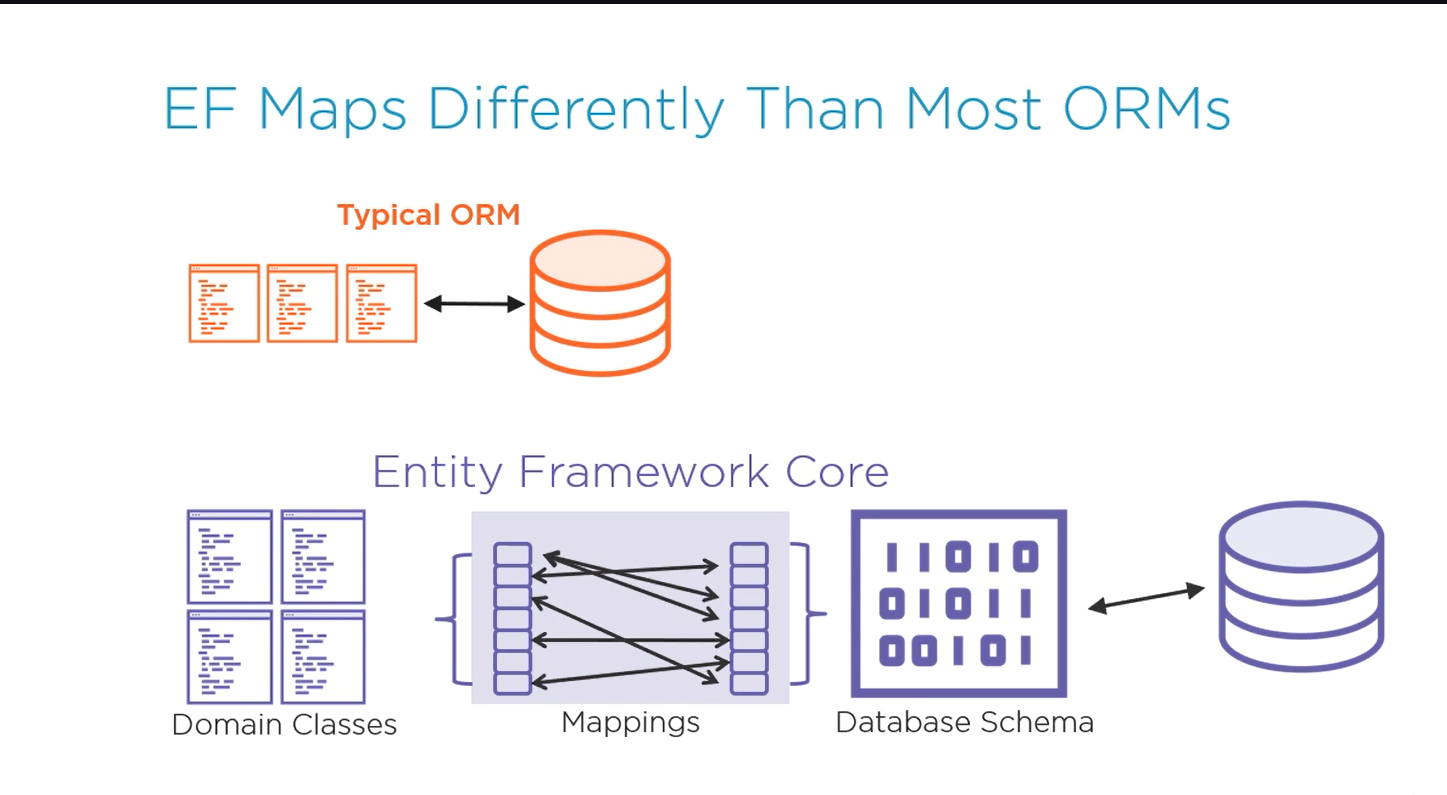 EF Maps Differently Than Most ORMs
Typical ORM
Entity Framework Core
11010
01011
00101
Domain Classes
Mappings
Database Schema